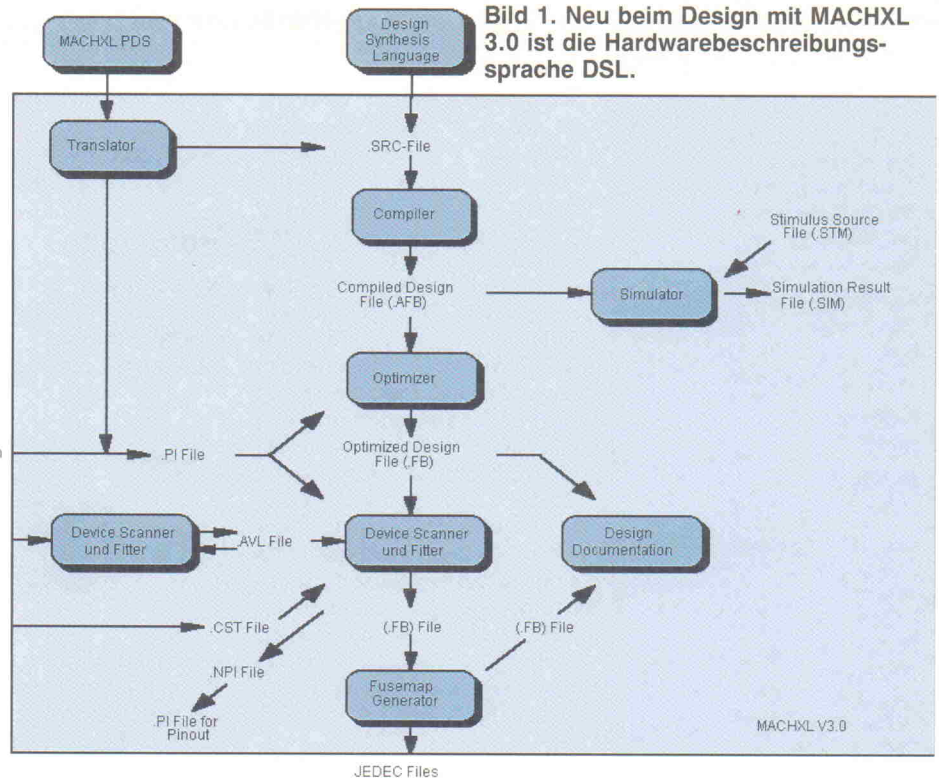 Bild 1. Neu beim Design mit MACHXL
3.0 ist die Hardwarebeschreibungs-
sprache DSL.
MACHXL PDS
Design
Synthesis
Language
Translator
.SRC-File
Compiler
Stimulus Source
File (.STM)
Compiled Design
File (.AFB)
Simulator
Simulation Result
File (.SIM)
Optimizer
.PI File
Optimized Design
File (.FB)
Device Scanner
und Fitter
.AVL File
Device Scanner
und Fitter
Design
Documentation
.CST File
(.FB) File
(.FB) File
.NPI File
Fusemap
Generator
.PI File for
Pinout
MACHXL V3.0
JEDEC Files